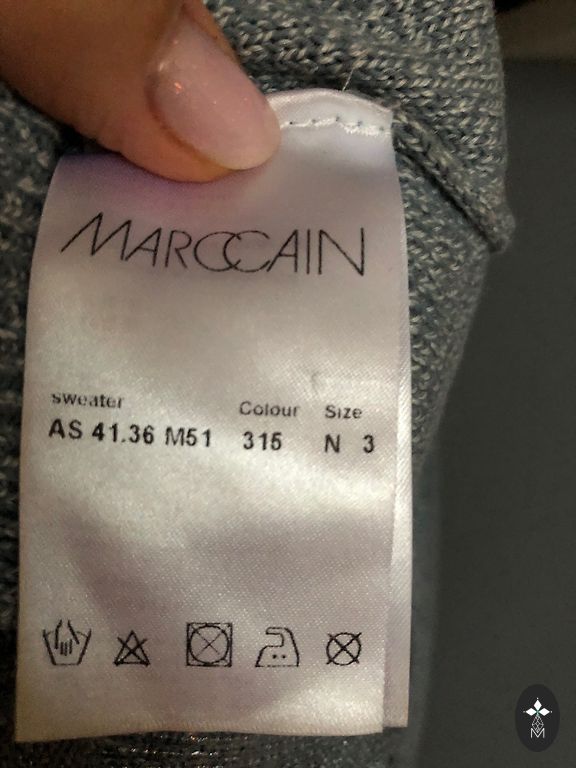 MARCCAIN
sweater Colour Size
AS 41.36 M51 315 N 3
M